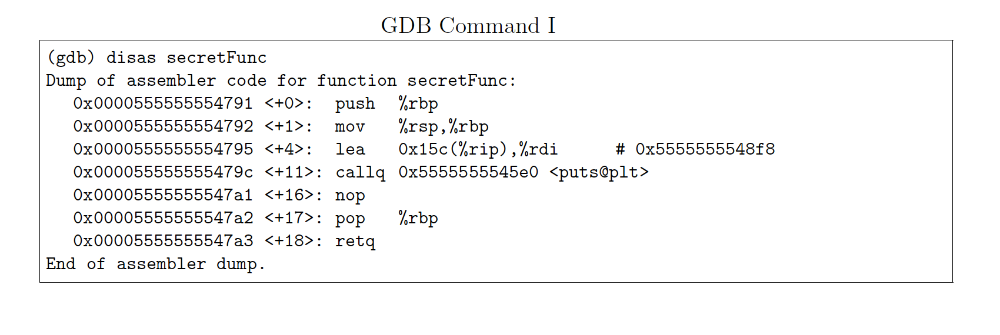 GDB Command I
(gdb) disas secretFunc
Dump of assembler code for function secretFunc:
0x0000555555554791 <+0>: push %rbp
0x0000555555554792 <+1>: mov %rsp,%rbp
0x0000555555554795 <+4>: lea 0x15c(%rip),%rdi # 0x5555555548f8
0x000055555555479c <+11>: callq 0x5555555545e0 <puts@plt>
0x00005555555547a1 <+16>: nop
0x00005555555547a2 <+17>: pop %rbp
0x00005555555547a3 <+18>: retq
End of assembler dump.